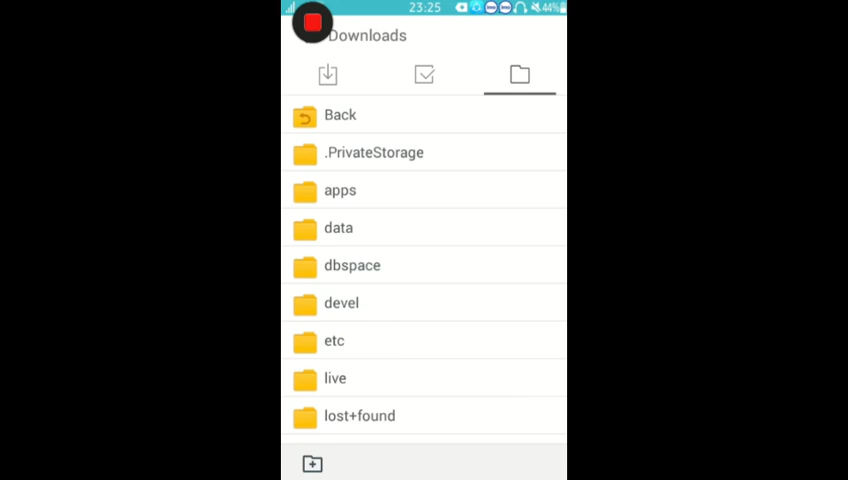 23:25 44%
Downloads
Back
.PrivateStorage
apps
data
dbspace
devel
etc
live
lost+found